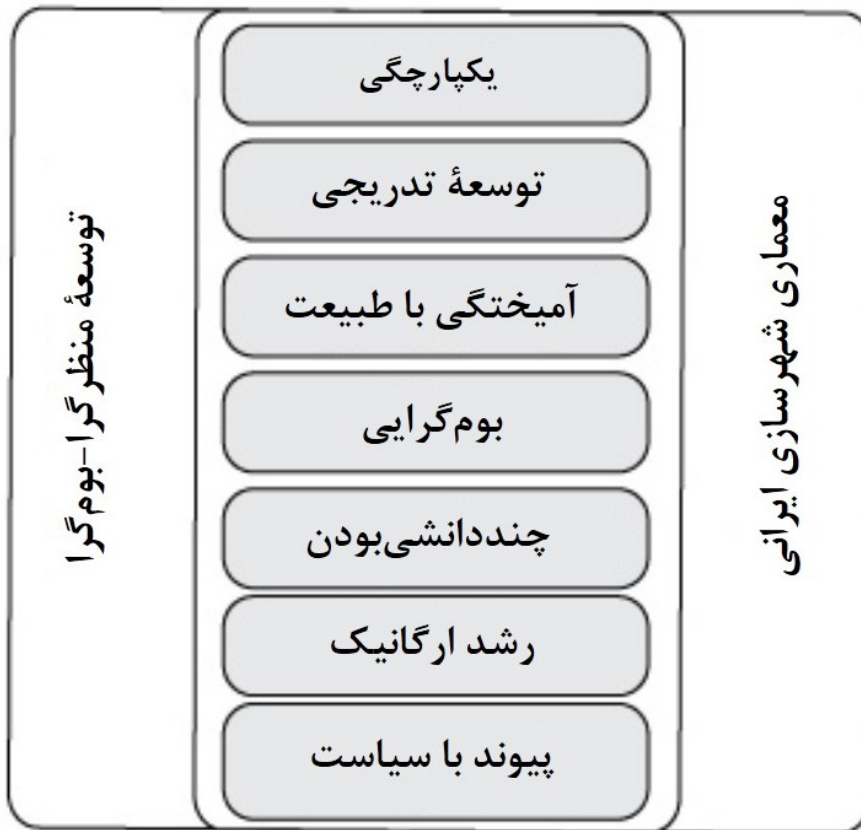 معماری شهرسازی ایرانی
یکپارچگی
توسعهٔ تدریجی
آمیختگی با طبیعت
بوم‌گرایی
چنددانشی‌بودن
رشد ارگانیک
پیوند با سیاست
توسعهٔ منظرگرا-بوم‌گرا